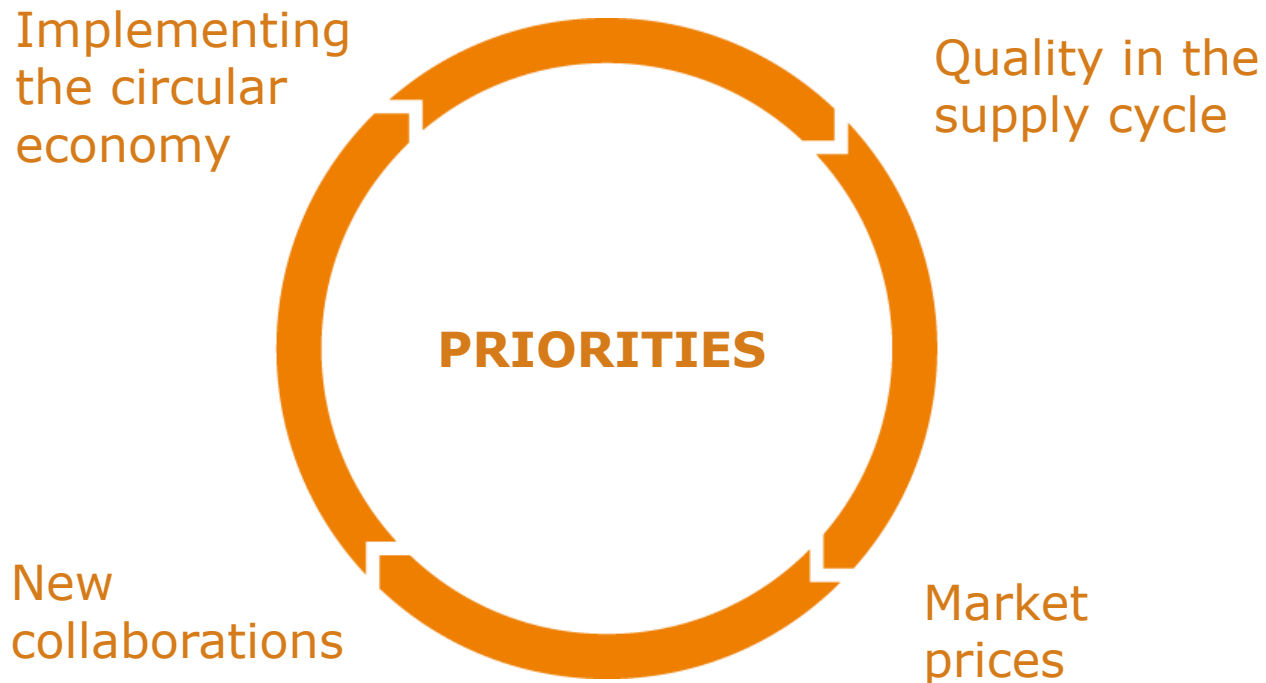 Implementing
the circular
economy
Quality in the
supply cycle
PRIORITIES
New
collaborations
Market
prices